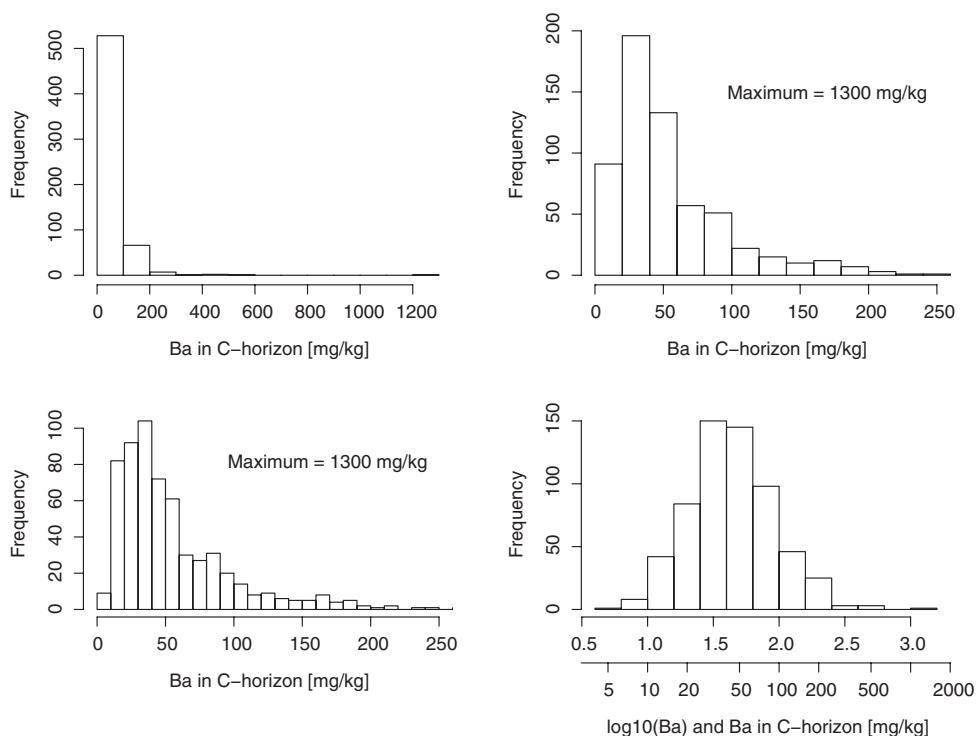 Frequency
0 100 200 300 400 500
0 200 400 600 800 1000 1200
Ba in C−horizon [mg/kg]
Frequency
0 50 100 150 200
Maximum = 1300 mg/kg
0 50 100 150 200 250
Ba in C−horizon [mg/kg]
Frequency
0 20 40 60 80 100
Maximum = 1300 mg/kg
0 50 100 150 200 250
Ba in C−horizon [mg/kg]
Frequency
0 50 100 150
0.5 1.0 1.5 2.0 2.5 3.0
5 10 20 50 100 200 500 2000
log10(Ba) and Ba in C−horizon [mg/kg]